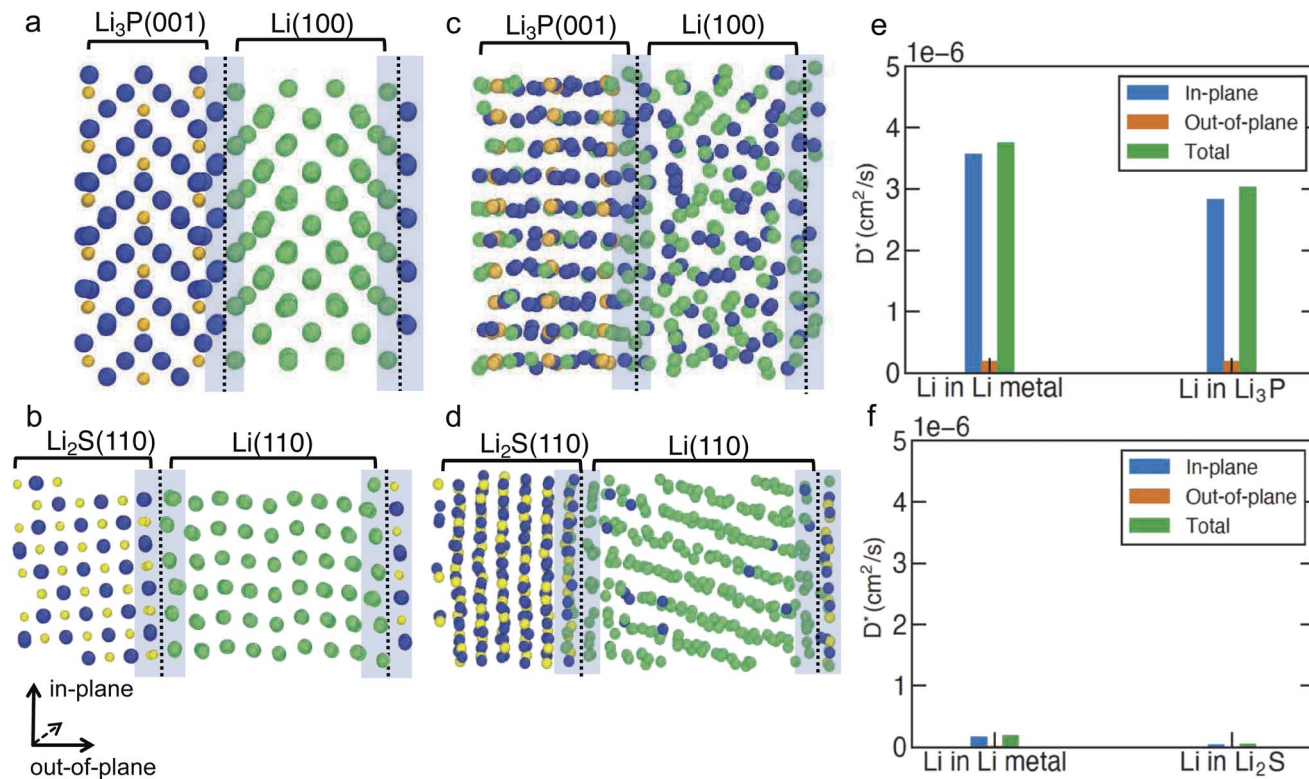 a
Li₃P(001)
Li(100)
c
Li₃P(001)
Li(100)
b
Li₂S(110)
Li(110)
d
Li₂S(110)
Li(110)
in-plane
out-of-plane
e
1e−6
5
4
3
2
1
0
D* (cm²/s)
In-plane
Out-of-plane
Total
Li in Li metal
Li in Li₃P
f
1e−6
5
4
3
2
1
0
D* (cm²/s)
In-plane
Out-of-plane
Total
Li in Li metal
Li in Li₂S